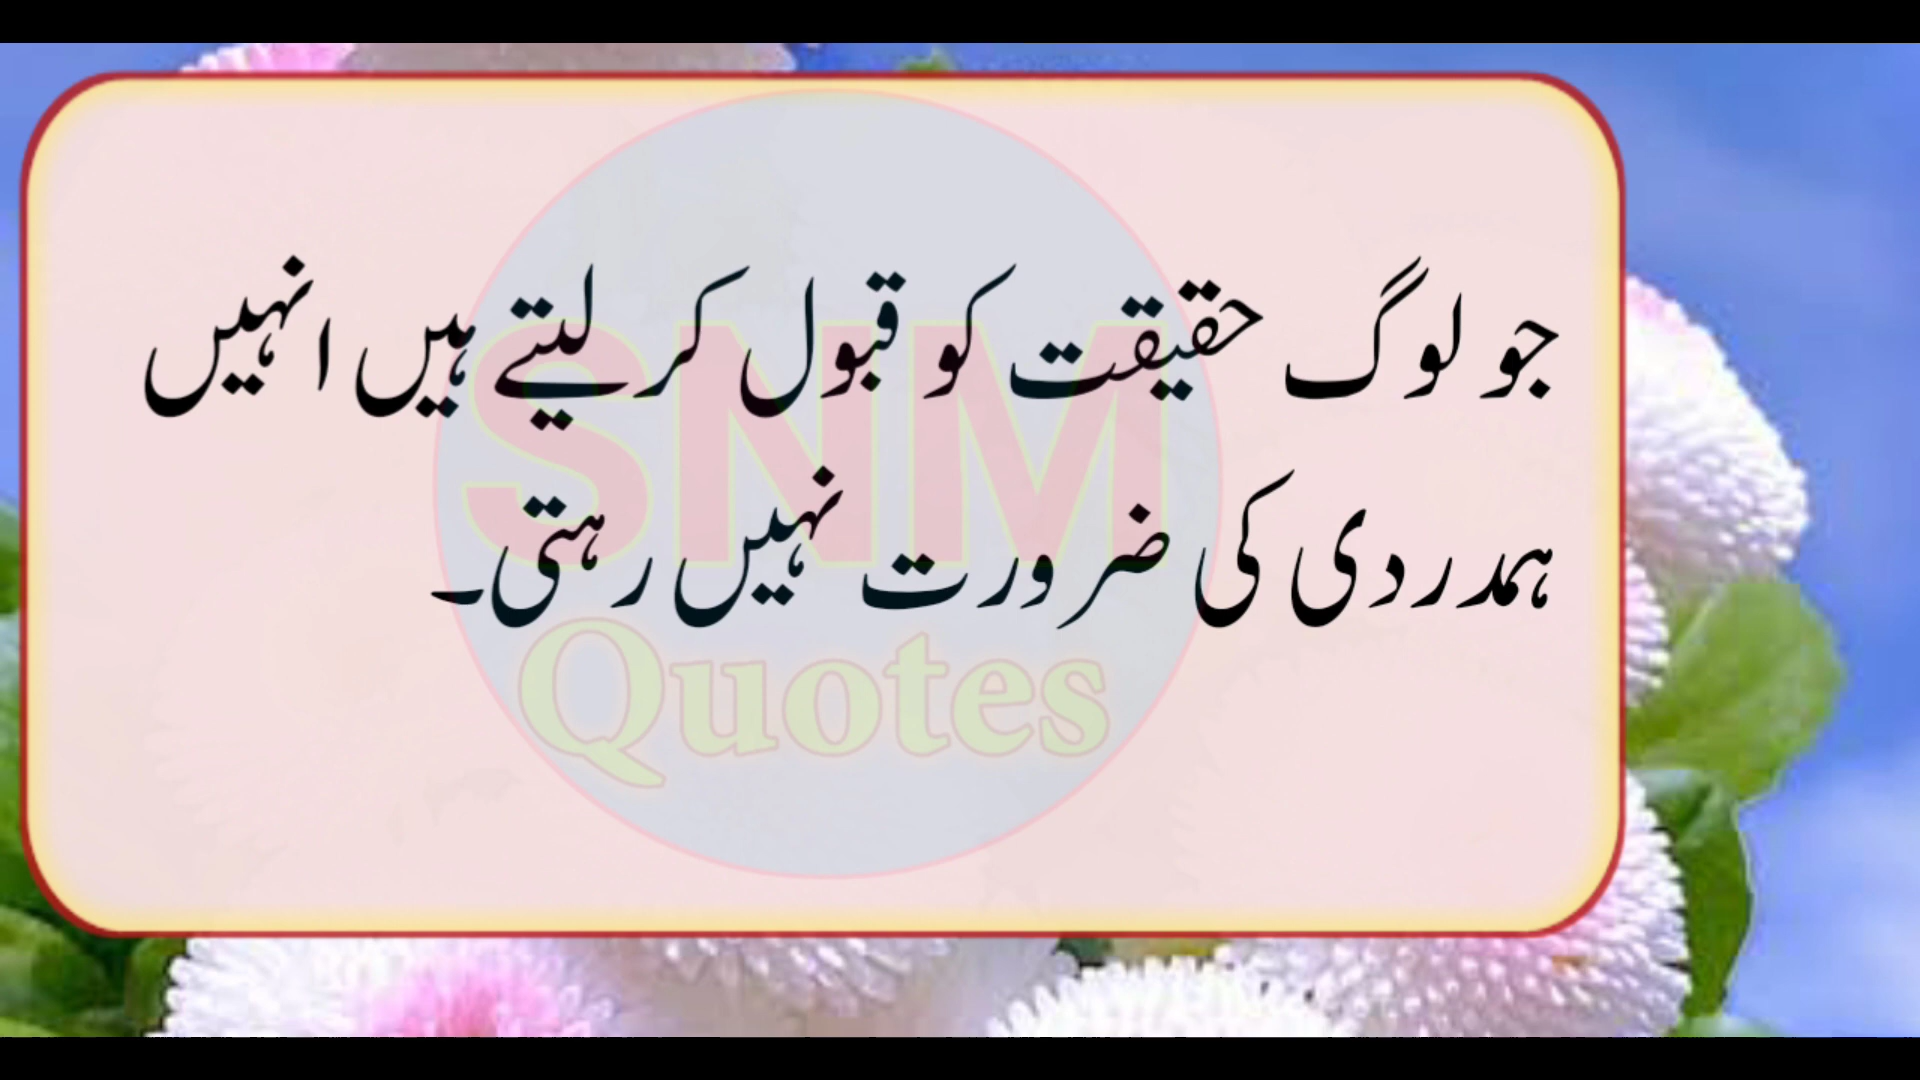 جو لوگ حقیقت کو قبول کر لیتے ہیں انہیں
ہمدردی کی ضرورت نہیں رہتی۔
SNM
Quotes